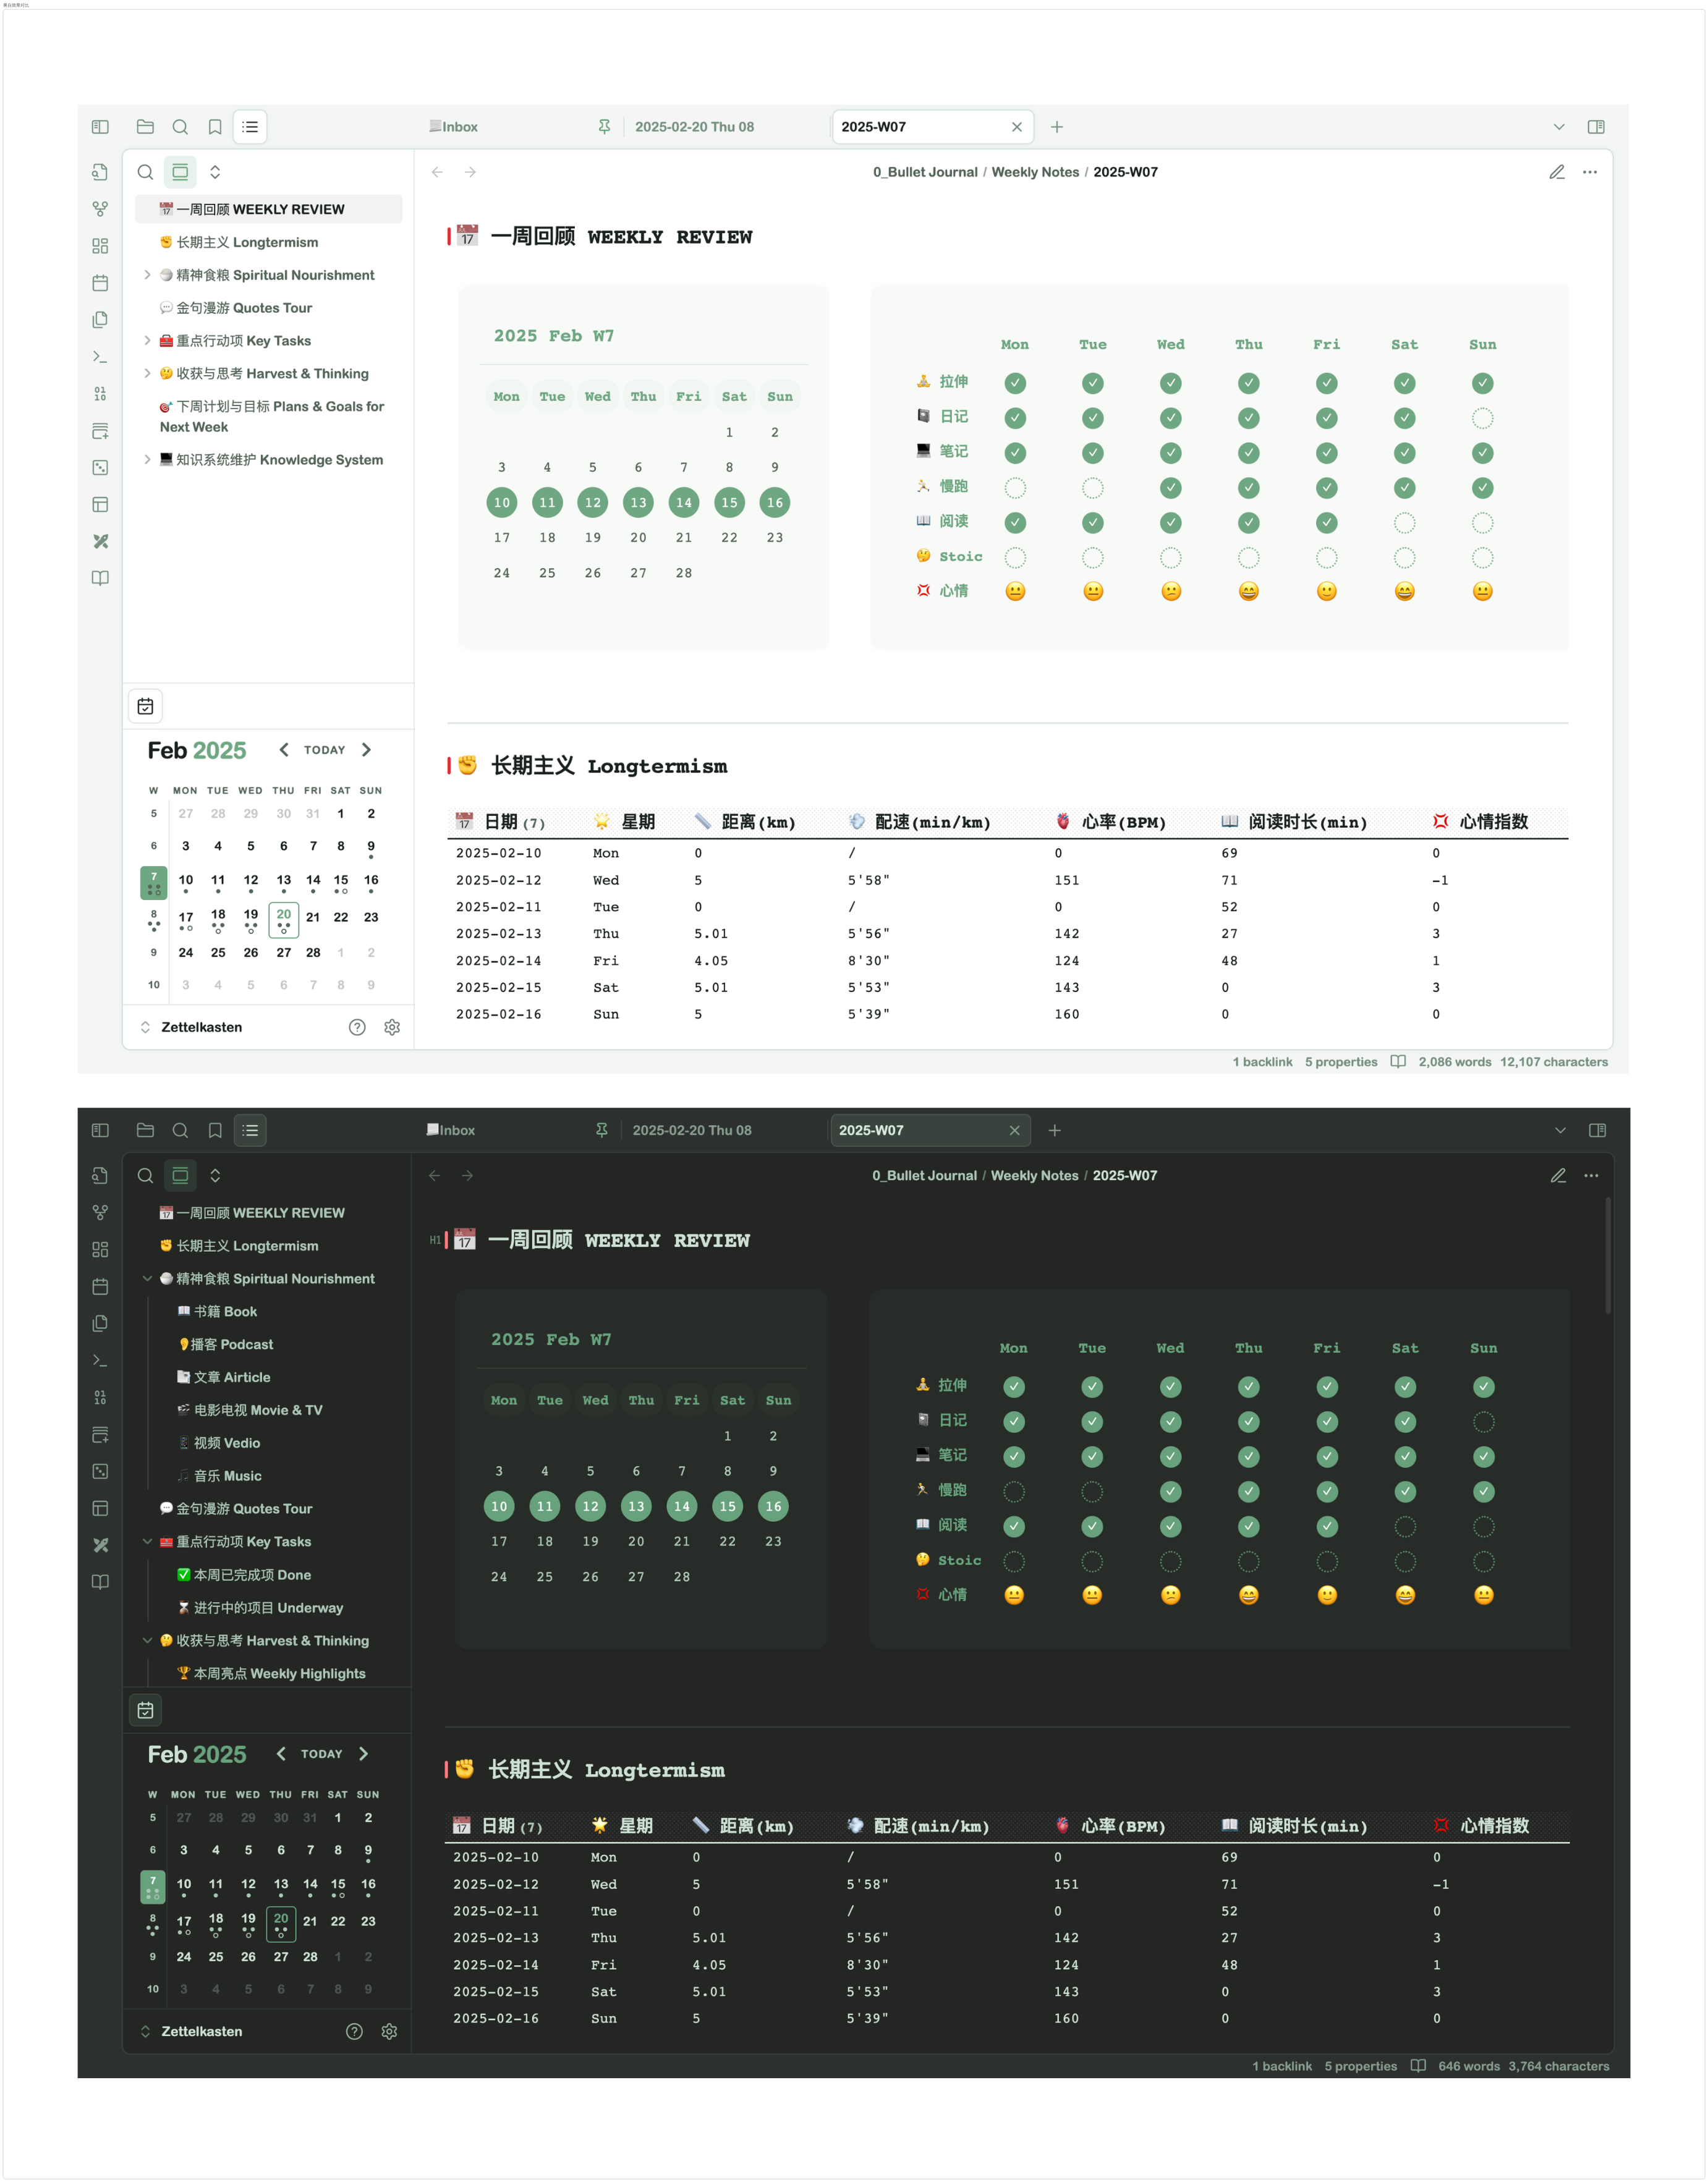 黑白效果对比
Inbox
2025-02-20 Thu 08
2025-W07
0_Bullet Journal / Weekly Notes / 2025-W07
一周回顾 WEEKLY REVIEW
长期主义 Longtermism
精神食粮 Spiritual Nourishment
金句漫游 Quotes Tour
重点行动项 Key Tasks
收获与思考 Harvest & Thinking
下周计划与目标 Plans & Goals for
Next Week
知识系统维护 Knowledge System
Feb 2025 TODAY
W MON TUE WED THU FRI SAT SUN
5 27 28 29 30 31 1 2
6 3 4 5 6 7 8 9
7 10 11 12 13 14 15 16
8 17 18 19 20 21 22 23
9 24 25 26 27 28 1 2
10 3 4 5 6 7 8 9
Zettelkasten
一周回顾 WEEKLY REVIEW
2025 Feb W7
Mon Tue Wed Thu Fri Sat Sun
1 2
3 4 5 6 7 8 9
10 11 12 13 14 15 16
17 18 19 20 21 22 23
24 25 26 27 28
Mon Tue Wed Thu Fri Sat Sun
拉伸
日记
笔记
慢跑
阅读
Stoic
心情
长期主义 Longtermism
日期(7) 星期 距离(km) 配速(min/km) 心率(BPM) 阅读时长(min) 心情指数
2025-02-10 Mon 0 / 0 69 0
2025-02-12 Wed 5 5'58" 151 71 -1
2025-02-11 Tue 0 / 0 52 0
2025-02-13 Thu 5.01 5'56" 142 27 3
2025-02-14 Fri 4.05 8'30" 124 48 1
2025-02-15 Sat 5.01 5'53" 143 0 3
2025-02-16 Sun 5 5'39" 160 0 0
1 backlink 5 properties 2,086 words 12,107 characters
Inbox
2025-02-20 Thu 08
2025-W07
0_Bullet Journal / Weekly Notes / 2025-W07
一周回顾 WEEKLY REVIEW
长期主义 Longtermism
精神食粮 Spiritual Nourishment
书籍 Book
播客 Podcast
文章 Airticle
电影电视 Movie & TV
视频 Vedio
音乐 Music
金句漫游 Quotes Tour
重点行动项 Key Tasks
本周已完成项 Done
进行中的项目 Underway
收获与思考 Harvest & Thinking
本周亮点 Weekly Highlights
Feb 2025 TODAY
W MON TUE WED THU FRI SAT SUN
5 27 28 29 30 31 1 2
6 3 4 5 6 7 8 9
7 10 11 12 13 14 15 16
8 17 18 19 20 21 22 23
9 24 25 26 27 28 1 2
10 3 4 5 6 7 8 9
Zettelkasten
H1 一周回顾 WEEKLY REVIEW
2025 Feb W7
Mon Tue Wed Thu Fri Sat Sun
1 2
3 4 5 6 7 8 9
10 11 12 13 14 15 16
17 18 19 20 21 22 23
24 25 26 27 28
Mon Tue Wed Thu Fri Sat Sun
拉伸
日记
笔记
慢跑
阅读
Stoic
心情
长期主义 Longtermism
日期(7) 星期 距离(km) 配速(min/km) 心率(BPM) 阅读时长(min) 心情指数
2025-02-10 Mon 0 / 0 69 0
2025-02-12 Wed 5 5'58" 151 71 -1
2025-02-11 Tue 0 / 0 52 0
2025-02-13 Thu 5.01 5'56" 142 27 3
2025-02-14 Fri 4.05 8'30" 124 48 1
2025-02-15 Sat 5.01 5'53" 143 0 3
2025-02-16 Sun 5 5'39" 160 0 0
1 backlink 5 properties 646 words 3,764 characters